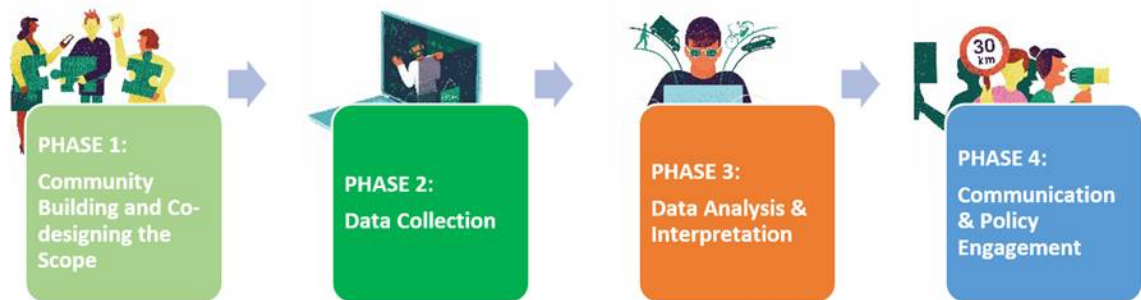 30
km
PHASE 1:
Community
Building and Co-
designing the
Scope
PHASE 2:
Data Collection
PHASE 3:
Data Analysis &
Interpretation
PHASE 4:
Communication
& Policy
Engagement